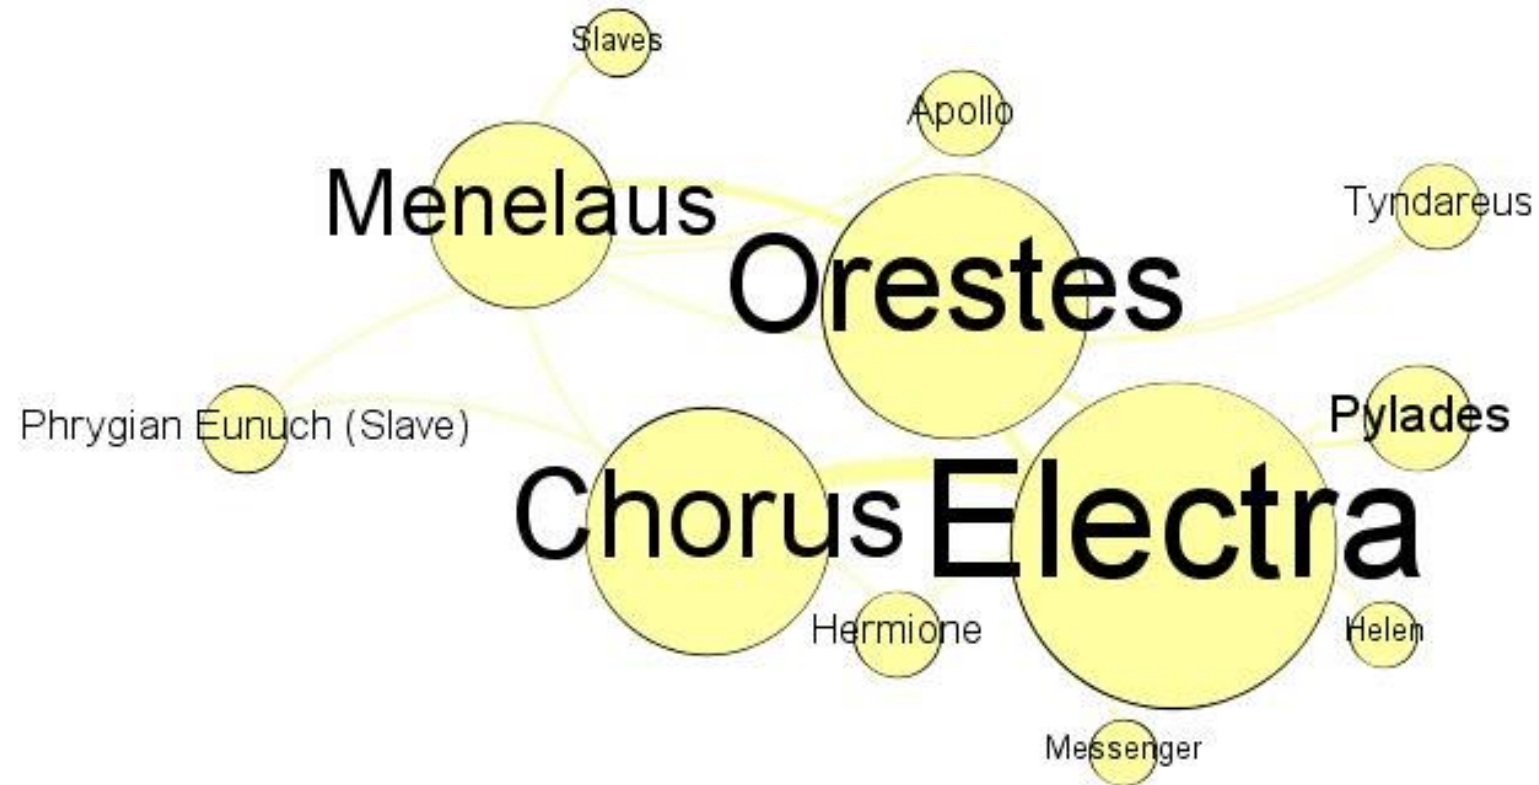 Slaves
Apollo
Menelaus
Tyndareus
Orestes
Phrygian Eunuch (Slave)
Pylades
Chorus
Electra
Hermione
Helen
Messenger